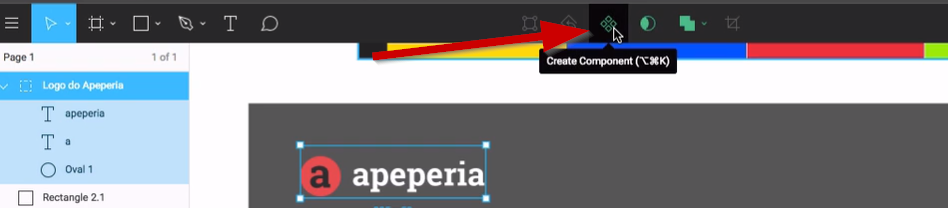 Page 1
1 of 1
Create Component (⌥⌘K)
Logo do Apeperia
apeperia
a
Oval 1
Rectangle 2.1
a apeperia